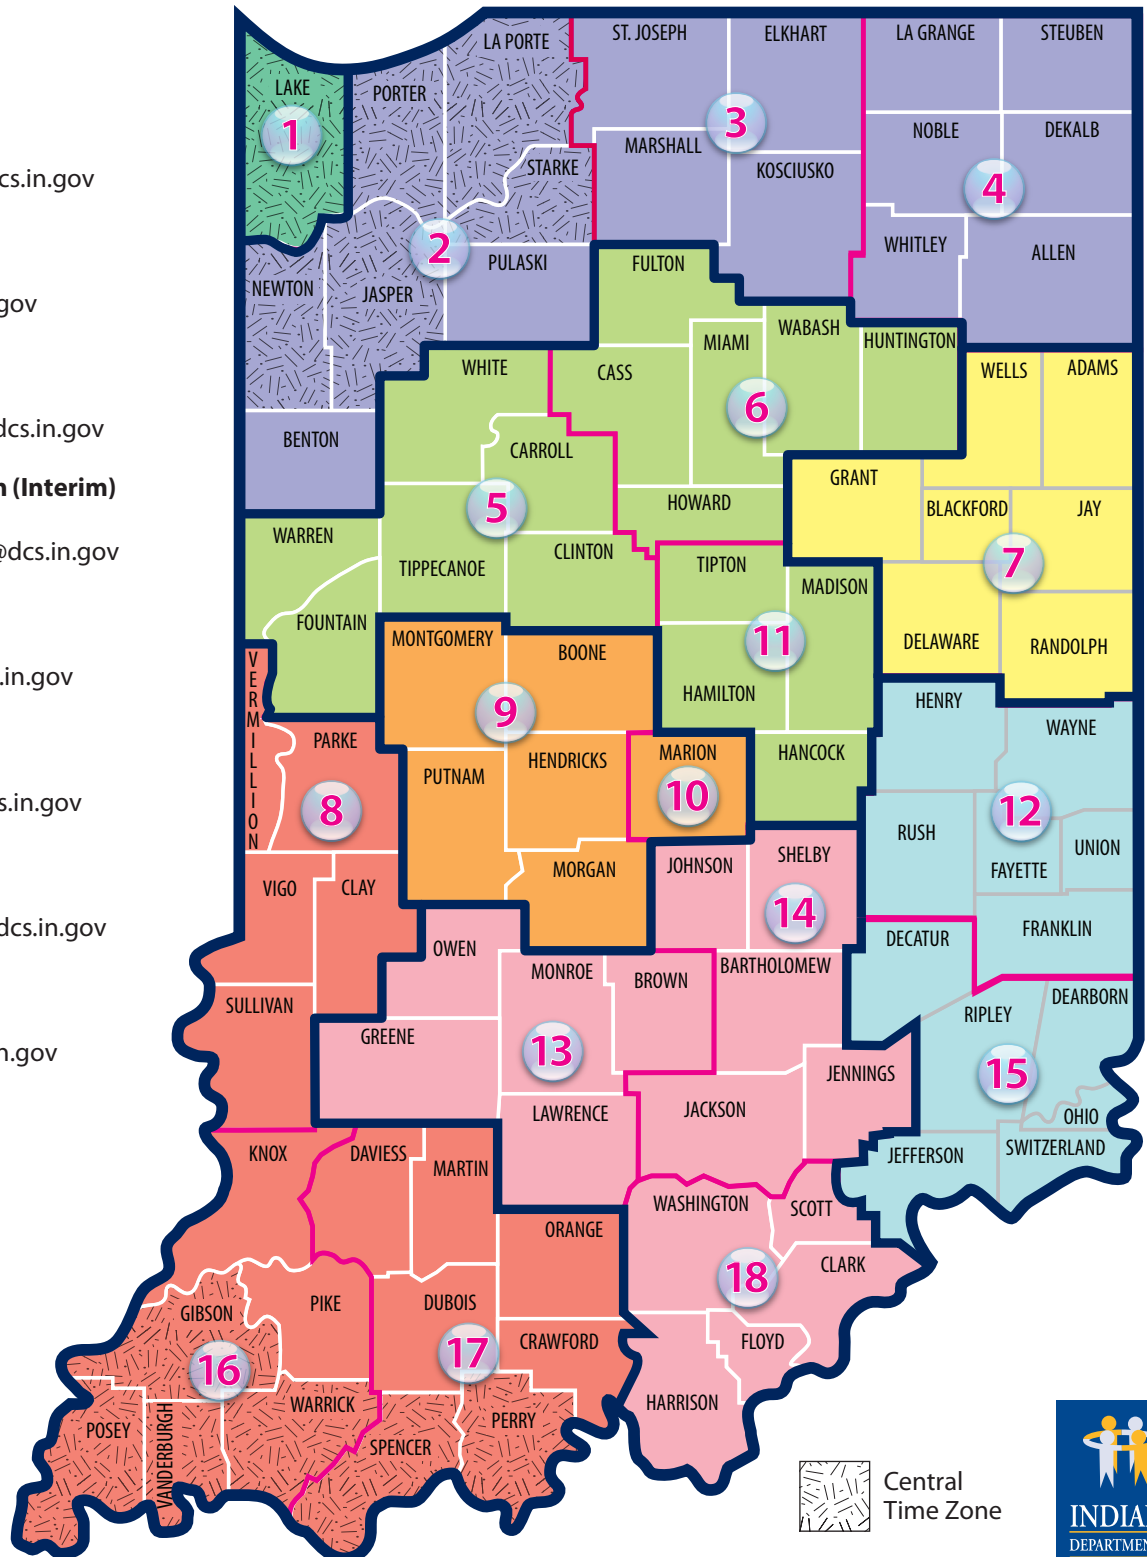 cs.in.gov
gov
dcs.in.gov
n (Interim)
@dcs.in.gov
.in.gov
s.in.gov
dcs.in.gov
n.gov
LAKE
1
PORTER
LA PORTE
STARKE
2
NEWTON
JASPER
PULASKI
BENTON
ST. JOSEPH
ELKHART
3
MARSHALL
KOSCIUSKO
LA GRANGE
STEUBEN
NOBLE
DEKALB
4
WHITLEY
ALLEN
WHITE
CARROLL
5
WARREN
TIPPECANOE
CLINTON
FOUNTAIN
FULTON
CASS
MIAMI
WABASH
HUNTINGTON
6
HOWARD
WELLS
ADAMS
GRANT
BLACKFORD
JAY
7
DELAWARE
RANDOLPH
VERMILLION
PARKE
8
VIGO
CLAY
SULLIVAN
MONTGOMERY
BOONE
9
PUTNAM
HENDRICKS
MORGAN
MARION
10
TIPTON
MADISON
11
HAMILTON
HANCOCK
HENRY
WAYNE
12
RUSH
FAYETTE
UNION
FRANKLIN
OWEN
MONROE
BROWN
GREENE
13
LAWRENCE
JOHNSON
SHELBY
14
BARTHOLOMEW
JENNINGS
JACKSON
DECATUR
RIPLEY
DEARBORN
15
OHIO
JEFFERSON
SWITZERLAND
KNOX
GIBSON
PIKE
16
POSEY
VANDERBURGH
WARRICK
DAVIESS
MARTIN
ORANGE
DUBOIS
17
CRAWFORD
SPENCER
PERRY
WASHINGTON
SCOTT
18
CLARK
FLOYD
HARRISON
Central
Time Zone
INDIA
DEPARTMEN